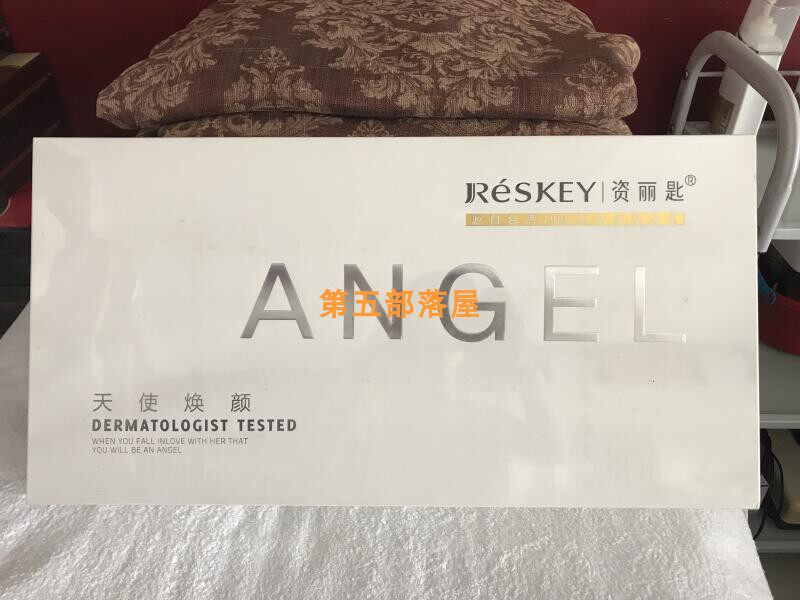 RéSKEY|资丽匙®
ANGEL
第五部落屋
天使焕颜
DERMATOLOGIST TESTED
WHEN YOU FALL INLOVE WITH HER THAT
YOU WILL BE AN ANGEL